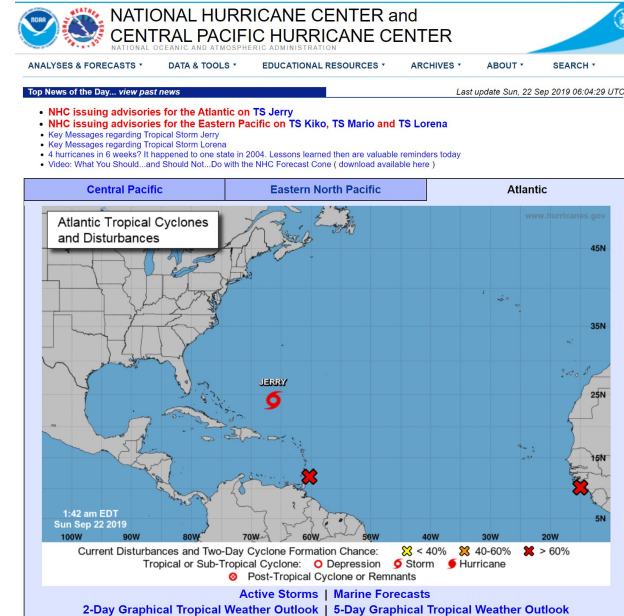 NOAA
NATIONAL HURRICANE CENTER and
CENTRAL PACIFIC HURRICANE CENTER
NATIONAL OCEANIC AND ATMOSPHERIC ADMINISTRATION
ANALYSES & FORECASTS DATA & TOOLS EDUCATIONAL RESOURCES ARCHIVES ABOUT SEARCH
Top News of the Day... view past news Last update Sun, 22 Sep 2019 06:04:29 UTC
• NHC issuing advisories for the Atlantic on TS Jerry
• NHC issuing advisories for the Eastern Pacific on TS Kiko, TS Mario and TS Lorena
• Key Messages regarding Tropical Storm Jerry
• Key Messages regarding Tropical Storm Lorena
• 4 hurricanes in 6 weeks? It happened to one state in 2004. Lessons learned then are valuable reminders today
• Video: What You Should...and Should Not...Do with the NHC Forecast Cone ( download available here )
Central Pacific Eastern North Pacific Atlantic
Atlantic Tropical Cyclones
and Disturbances
www.hurricanes.gov
45N
35N
JERRY
25N
15N
1:42 am EDT
Sun Sep 22 2019
5N
100W 90W 80W 70W 60W 50W 40W 30W 20W
Current Disturbances and Two-Day Cyclone Formation Chance: < 40% 40-60% > 60%
Tropical or Sub-Tropical Cyclone: Depression Storm Hurricane
Post-Tropical Cyclone or Remnants
Active Storms | Marine Forecasts
2-Day Graphical Tropical Weather Outlook | 5-Day Graphical Tropical Weather Outlook